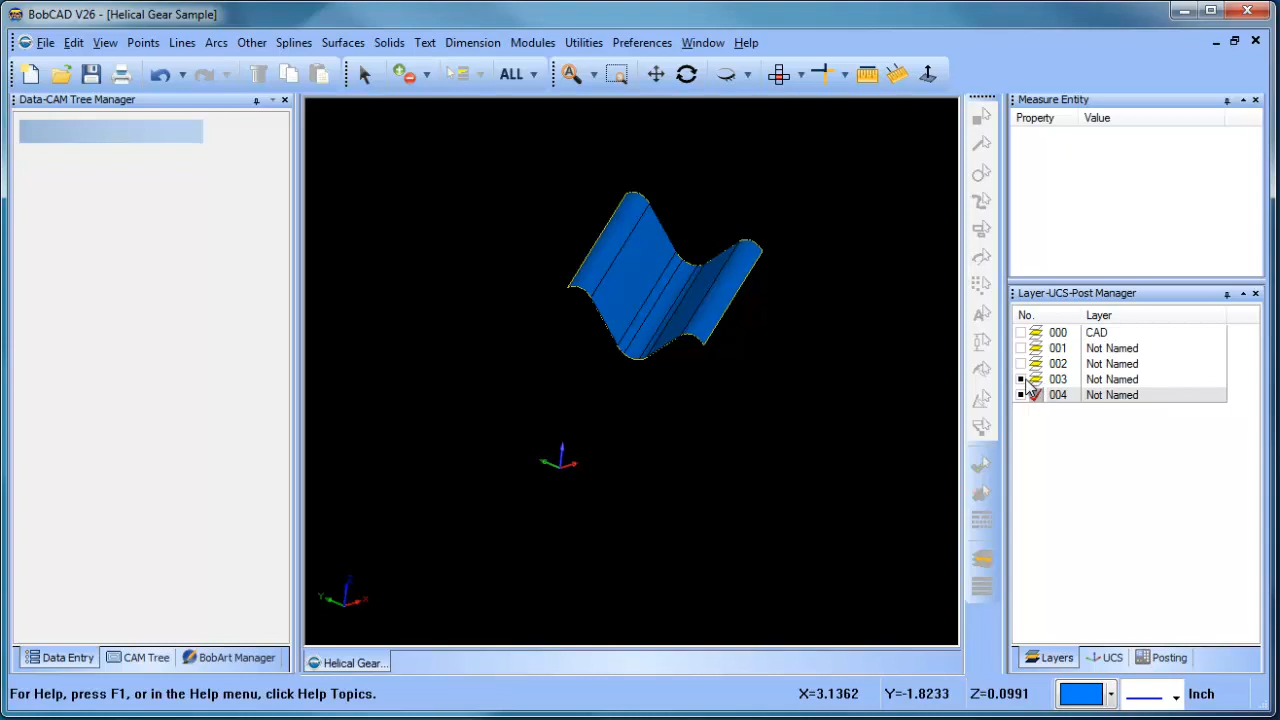 BobCAD V26 - [Helical Gear Sample]
File Edit View Points Lines Arcs Other Splines Surfaces Solids Text Dimension Modules Utilities Preferences Window Help
ALL
Data-CAM Tree Manager
Measure Entity
Property Value
Layer-UCS-Post Manager
No. Layer
000 CAD
001 Not Named
002 Not Named
003 Not Named
004 Not Named
Z
Y X
Data Entry CAM Tree BobArt Manager
Helical Gear...
Layers UCS Posting
For Help, press F1, or in the Help menu, click Help Topics.
X=3.1362 Y=-1.8233 Z=0.0991 Inch